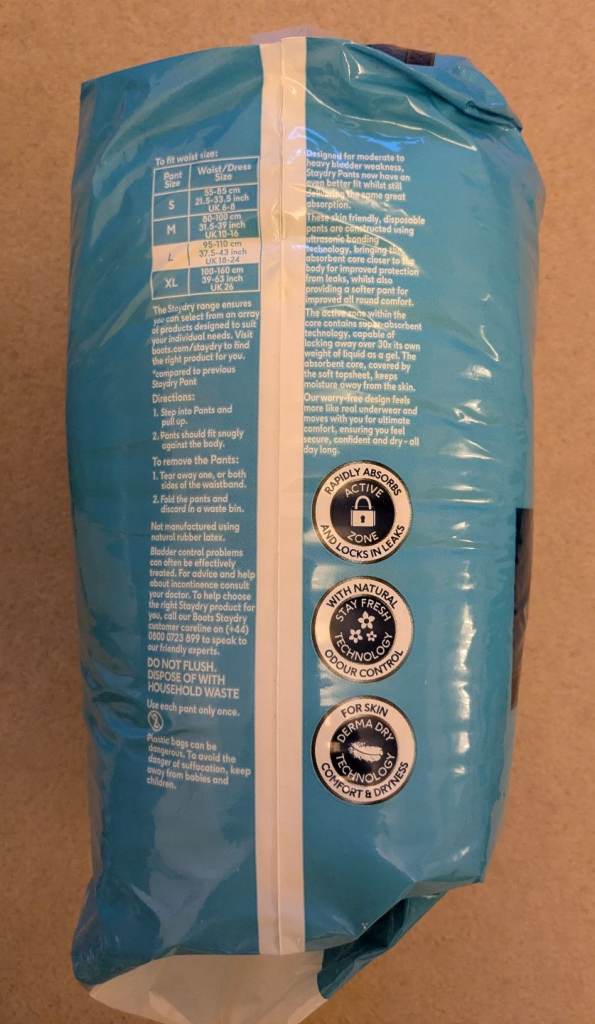 To fit waist size:
Pant Size Waist/Dress Size
S 55-85 cm 21.5-33.5 inch UK 6-8
M 80-100 cm 31.5-39 inch UK 10-16
L 95-110 cm 37.5-43 inch UK 18-24
XL 100-160 cm 39-63 inch UK 26
The Staydry range ensures
you can select from an array
of products designed to suit
your individual needs. Visit
boots.com/staydry to find
the right product for you.
*compared to previous
Staydry Pant
Directions:
1. Step into Pants and
pull up.
2. Pants should fit snugly
against the body.
To remove the Pants:
1. Tear away one, or both
sides of the waistband.
2. Fold the pants and
discard in a waste bin.
Not manufactured using
natural rubber latex.
Bladder control problems
can often be effectively
treated. For advice and help
about incontinence consult
your doctor. To help choose
the right Staydry product for
you, call our Boots Staydry
customer careline on (+44)
0800 0723 899 to speak to
our friendly experts.
DO NOT FLUSH.
DISPOSE OF WITH
HOUSEHOLD WASTE
Use each pant only once.
2
Plastic bags can be
dangerous. To avoid the
danger of suffocation, keep
away from babies and
children.
Designed for moderate to
heavy bladder weakness,
Staydry Pants now have an
even better fit whilst still
delivering the same great
absorption.
These skin friendly, disposable
pants are constructed using
ultrasonic bonding
technology, bringing the
absorbent core closer to the
body for improved protection
from leaks, whilst also
providing a softer pant for
improved all round comfort.
The active zone within the
core contains super-absorbent
technology, capable of
locking away over 30x its own
weight of liquid as a gel. The
absorbent core, covered by
the soft topsheet, keeps
moisture away from the skin.
Our worry-free design feels
more like real underwear and
moves with you for ultimate
comfort, ensuring you feel
secure, confident and dry - all
day long.
RAPIDLY ABSORBS
ACTIVE
ZONE
AND LOCKS IN LEAKS
WITH NATURAL
STAY FRESH
TECHNOLOGY
ODOUR CONTROL
FOR SKIN
DERMA DRY
TECHNOLOGY
COMFORT & DRYNESS